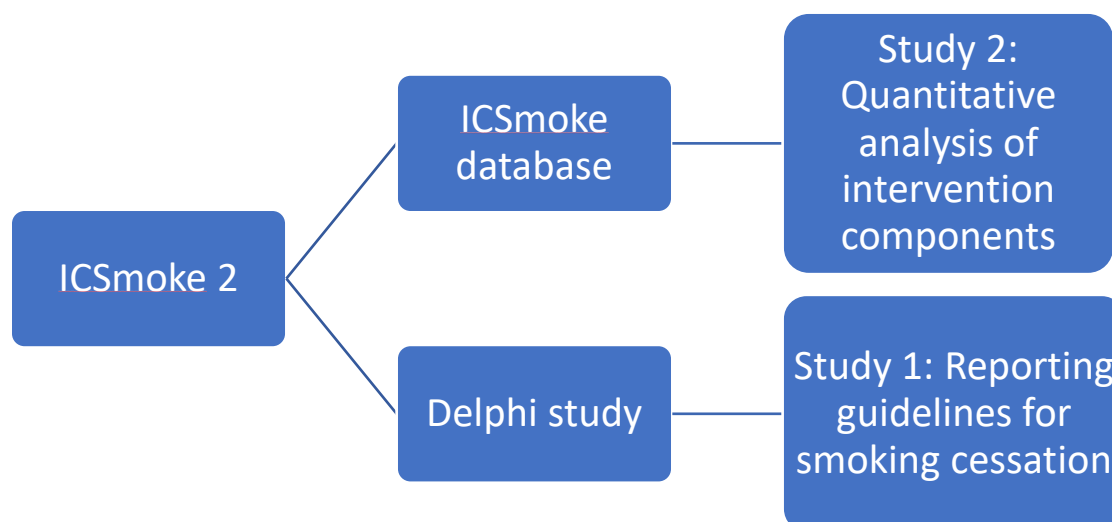 ICSmoke 2
ICSmoke
database
Study 2:
Quantitative
analysis of
intervention
components
Delphi study
Study 1: Reporting
guidelines for
smoking cessation